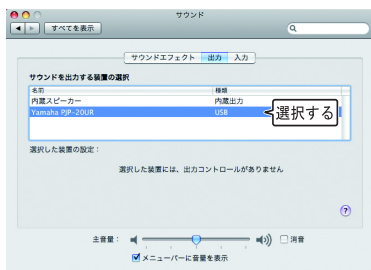 サウンド
すべてを表示
サウンドエフェクト 出力 入力
サウンドを出力する装置の選択
名前 種類
内蔵スピーカー 内蔵出力
Yamaha PJP-20UR USB
選択する
選択した装置の設定：
選択した装置には、出力コントロールがありません
?
主音量： 消音
メニューバーに音量を表示